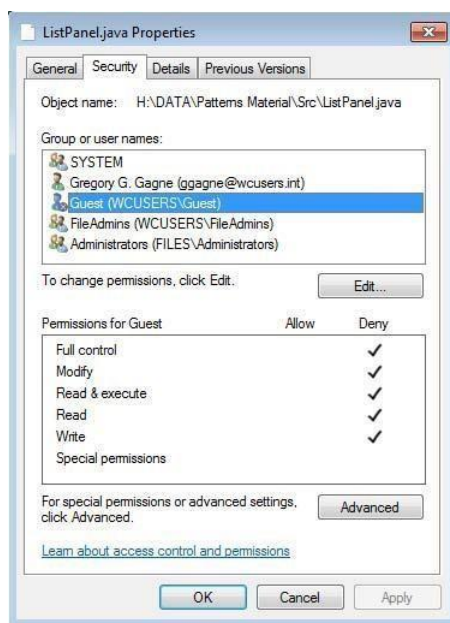 ListPanel.java Properties
General Security Details Previous Versions
Object name: H:\DATA\Patterns Material\Src\ListPanel.java
Group or user names:
SYSTEM
Gregory G. Gagne (ggagne@wcusers.int)
Guest (WCUSERS\Guest)
FileAdmins (WCUSERS\FileAdmins)
Administrators (FILES\Administrators)
To change permissions, click Edit.
Edit...
Permissions for Guest Allow Deny
Full control
Modify
Read & execute
Read
Write
Special permissions
For special permissions or advanced settings,
click Advanced.
Advanced
Learn about access control and permissions
OK Cancel Apply